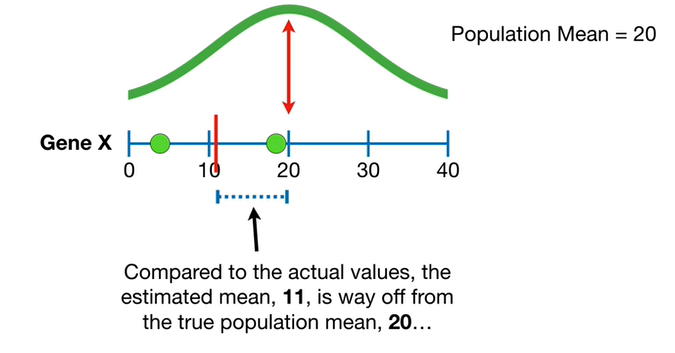 Population Mean = 20
Gene X
0 10 20 30 40
Compared to the actual values, the
estimated mean, 11, is way off from
the true population mean, 20…